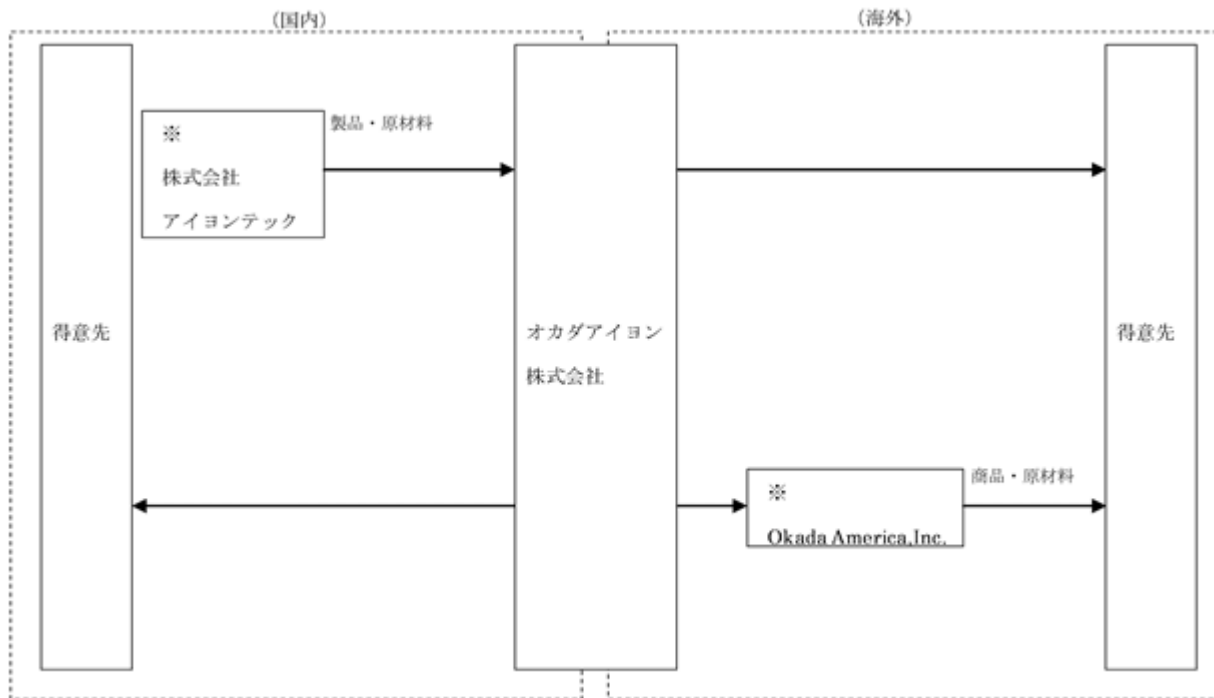 (国内)
(海外)
※
株式会社
アイヨンテック
製品・原材料
得意先
オカダアイヨン
株式会社
得意先
※
Okada America,Inc.
商品・原材料